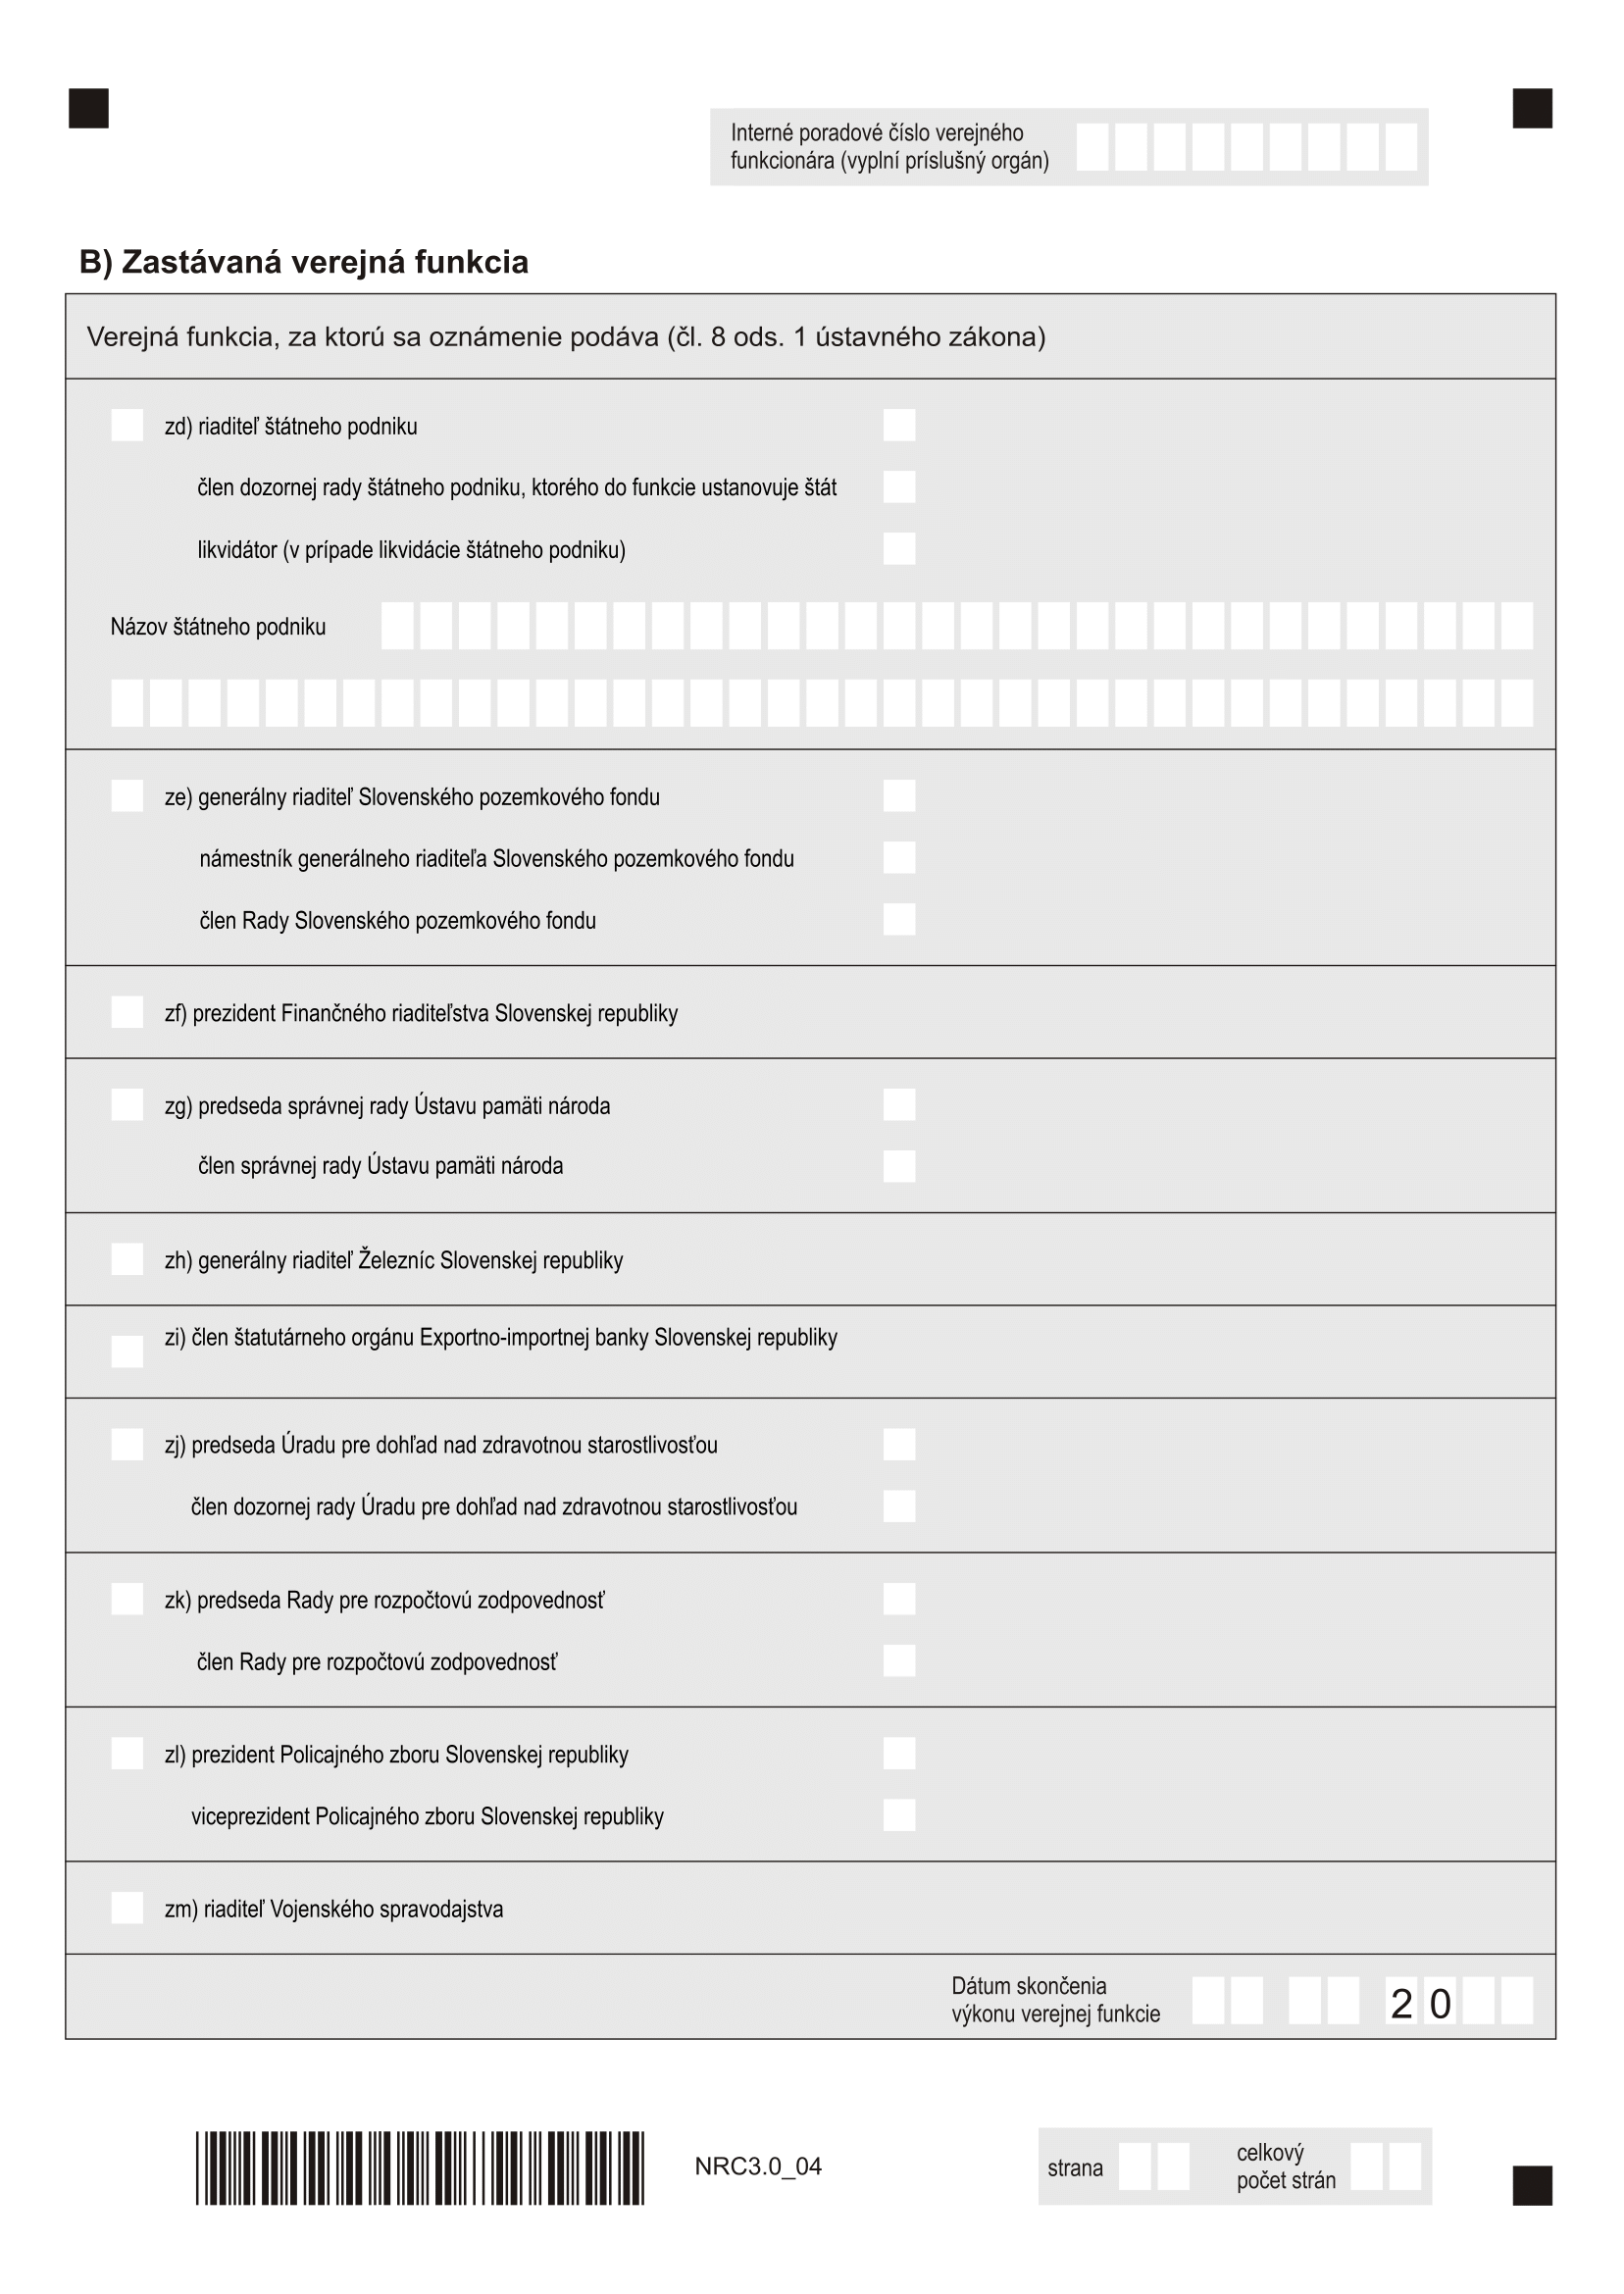 Interné poradové číslo verejného
funkcionára (vyplní príslušný orgán)
B) Zastávaná verejná funkcia
Verejná funkcia, za ktorú sa oznámenie podáva (čl. 8 ods. 1 ústavného zákona)
zd) riaditeľ štátneho podniku
člen dozornej rady štátneho podniku, ktorého do funkcie ustanovuje štát
likvidátor (v prípade likvidácie štátneho podniku)
Názov štátneho podniku
ze) generálny riaditeľ Slovenského pozemkového fondu
námestník generálneho riaditeľa Slovenského pozemkového fondu
člen Rady Slovenského pozemkového fondu
zf) prezident Finančného riaditeľstva Slovenskej republiky
zg) predseda správnej rady Ústavu pamäti národa
člen správnej rady Ústavu pamäti národa
zh) generálny riaditeľ Železníc Slovenskej republiky
zi) člen štatutárneho orgánu Exportno-importnej banky Slovenskej republiky
zj) predseda Úradu pre dohľad nad zdravotnou starostlivosťou
člen dozornej rady Úradu pre dohľad nad zdravotnou starostlivosťou
zk) predseda Rady pre rozpočtovú zodpovednosť
člen Rady pre rozpočtovú zodpovednosť
zl) prezident Policajného zboru Slovenskej republiky
viceprezident Policajného zboru Slovenskej republiky
zm) riaditeľ Vojenského spravodajstva
Dátum skončenia
výkonu verejnej funkcie 20
NRC3.0_04
strana
celkový
počet strán